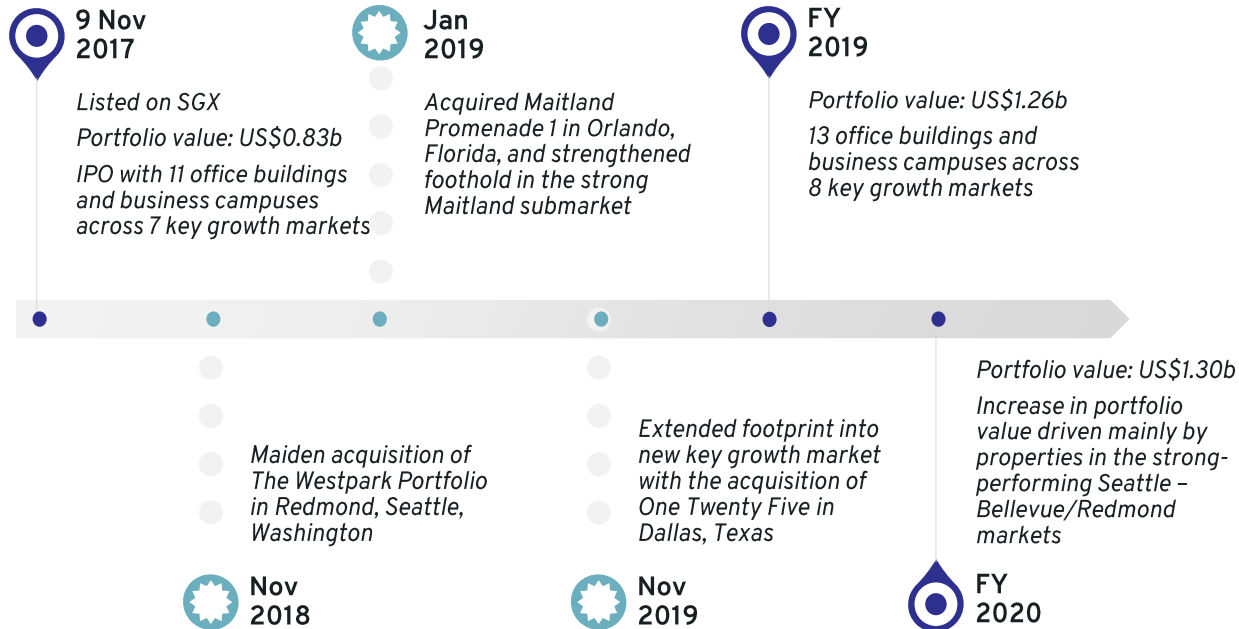 9 Nov
2017
Listed on SGX
Portfolio value: US$0.83b
IPO with 11 office buildings
and business campuses
across 7 key growth markets
Jan
2019
Acquired Maitland
Promenade 1 in Orlando,
Florida, and strengthened
foothold in the strong
Maitland submarket
FY
2019
Portfolio value: US$1.26b
13 office buildings and
business campuses across
8 key growth markets
Maiden acquisition of
The Westpark Portfolio
in Redmond, Seattle,
Washington
Nov
2018
Extended footprint into
new key growth market
with the acquisition of
One Twenty Five in
Dallas, Texas
Nov
2019
Portfolio value: US$1.30b
Increase in portfolio
value driven mainly by
properties in the strong-
performing Seattle –
Bellevue/Redmond
markets
FY
2020